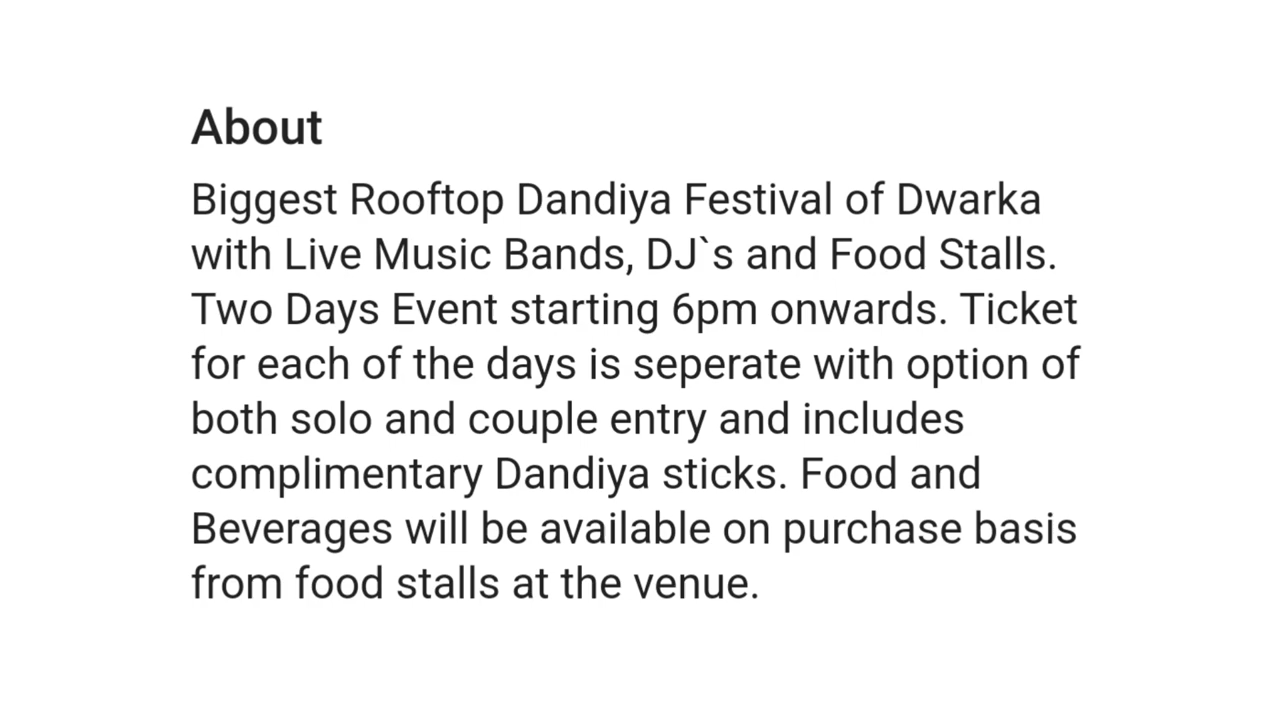 About
Biggest Rooftop Dandiya Festival of Dwarka
with Live Music Bands, DJ`s and Food Stalls.
Two Days Event starting 6pm onwards. Ticket
for each of the days is seperate with option of
both solo and couple entry and includes
complimentary Dandiya sticks. Food and
Beverages will be available on purchase basis
from food stalls at the venue.